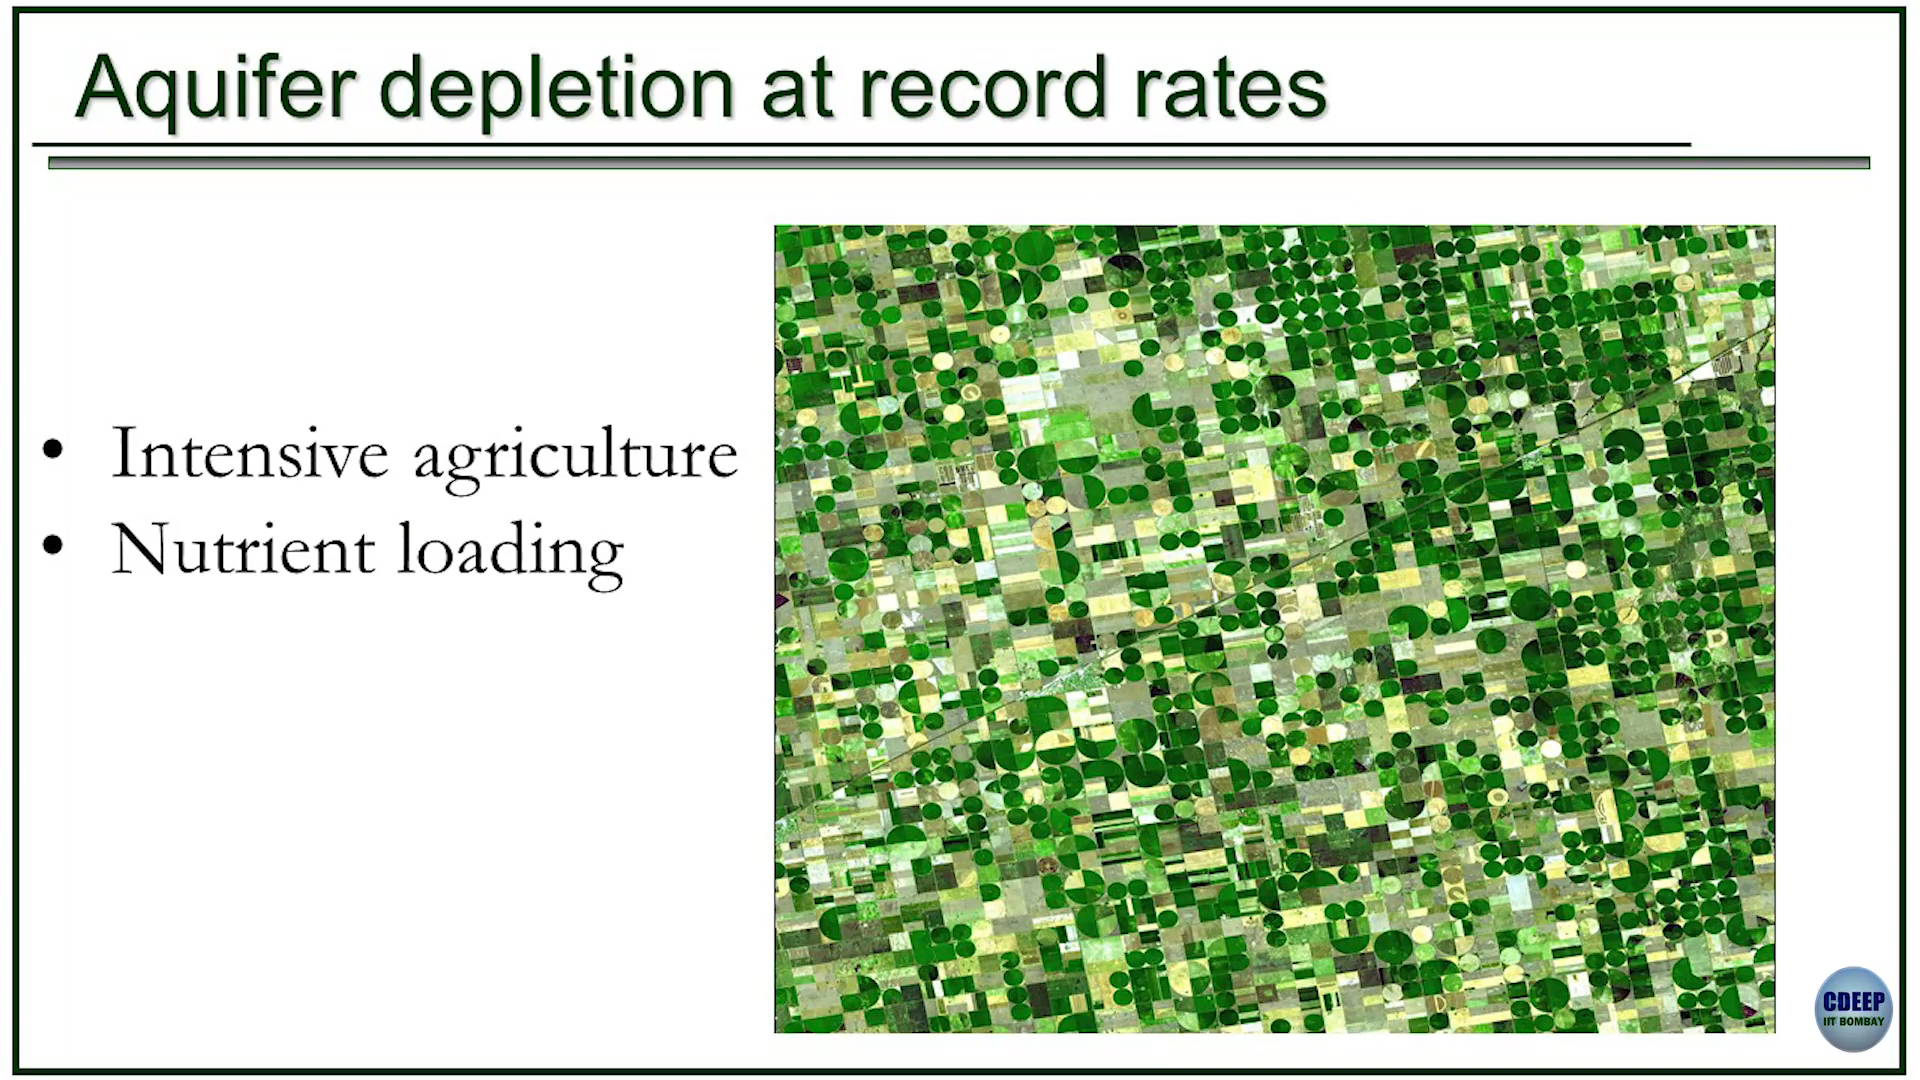 Aquifer depletion at record rates
• Intensive agriculture
• Nutrient loading
CDEEP
IIT BOMBAY